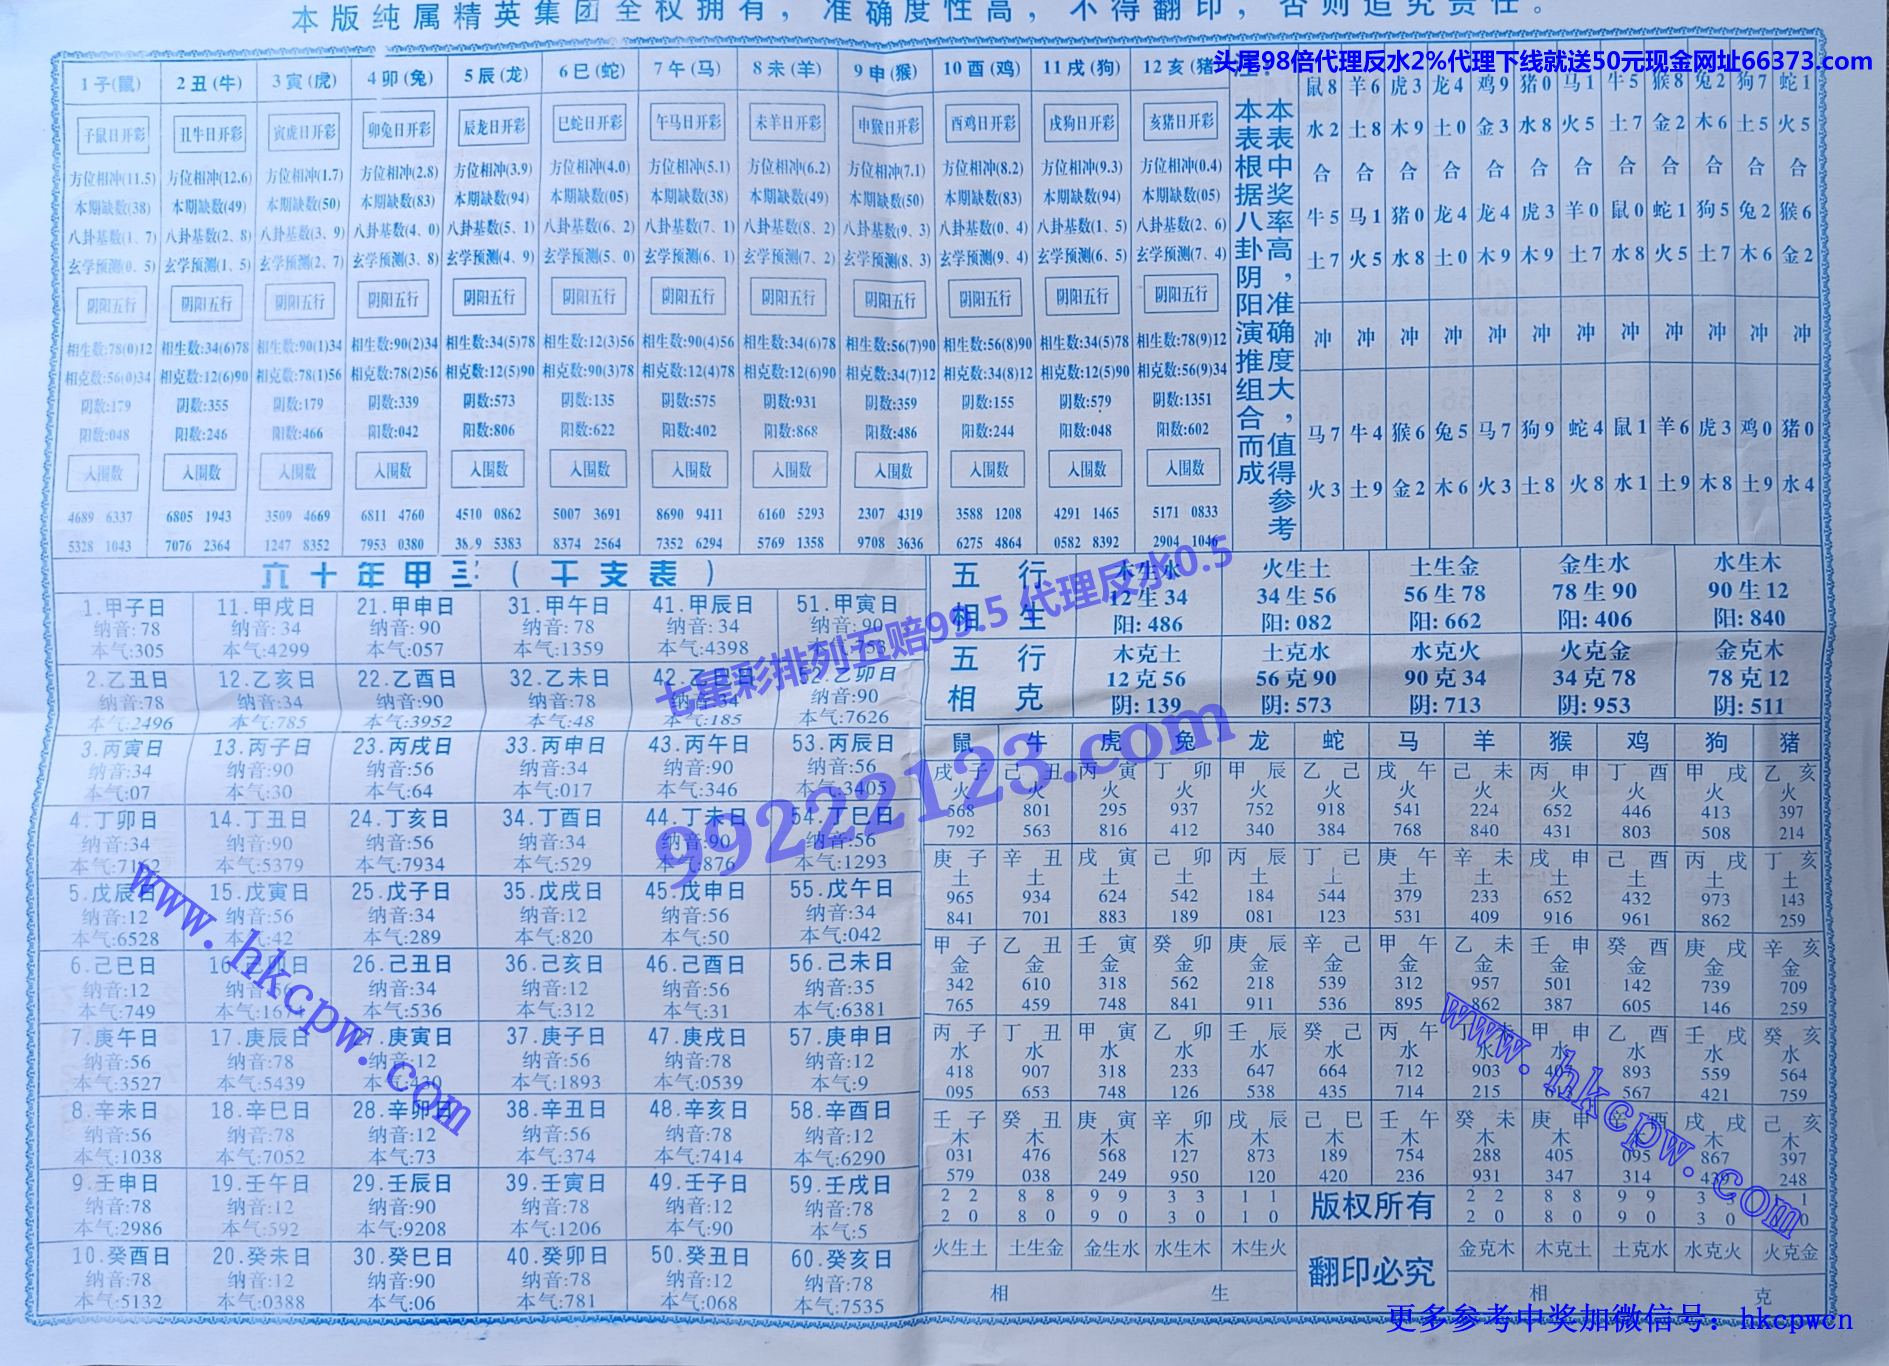 本版纯属精英集团全权拥有，准确度性高，不得翻印，否则追究责任。
头尾98倍代理反水2%代理下线就送50元现金网址66373.com
1子(鼠) 2丑(牛) 3寅(虎) 4卯(兔) 5辰(龙) 6巳(蛇) 7午(马) 8未(羊) 9申(猴) 10酉(鸡) 11戌(狗) 12亥(猪
子鼠日开彩 丑牛日开彩 寅虎日开彩 卯兔日开彩 辰龙日开彩 巳蛇日开彩 午马日开彩 未羊日开彩 申猴日开彩 酉鸡日开彩 戌狗日开彩 亥猪日开彩
方位相冲(11.5) 方位相冲(12.6) 方位相冲(1.7) 方位相冲(2.8) 方位相冲(3.9) 方位相冲(4.0) 方位相冲(5.1) 方位相冲(6.2) 方位相冲(7.1) 方位相冲(8.2) 方位相冲(9.3) 方位相冲(0.4)
本期缺数(38) 本期缺数(49) 本期缺数(50) 本期缺数(83) 本期缺数(94) 本期缺数(05) 本期缺数(38) 本期缺数(49) 本期缺数(50) 本期缺数(83) 本期缺数(94) 本期缺数(05)
八卦基数(1、7) 八卦基数(2、8) 八卦基数(3、9) 八卦基数(4、0) 八卦基数(5、1) 八卦基数(6、2) 八卦基数(7、1) 八卦基数(8、2) 八卦基数(9、3) 八卦基数(0、4) 八卦基数(1、5) 八卦基数(2、6)
玄学预测(0、5) 玄学预测(1、5) 玄学预测(2、7) 玄学预测(3、8) 玄学预测(4、9) 玄学预测(5、0) 玄学预测(6、1) 玄学预测(7、2) 玄学预测(8、3) 玄学预测(9、4) 玄学预测(6、5) 玄学预测(7、4)
阴阳五行 阴阳五行 阴阳五行 阴阳五行 阴阳五行 阴阳五行 阴阳五行 阴阳五行 阴阳五行 阴阳五行 阴阳五行 阴阳五行
相生数:78(0)12 相生数:34(6)78 相生数:90(1)34 相生数:90(2)34 相生数:34(5)78 相生数:12(3)56 相生数:90(4)56 相生数:34(6)78 相生数:56(7)90 相生数:56(8)90 相生数:34(5)78 相生数:78(9)12
相克数:56(0)34 相克数:12(6)90 相克数:78(1)56 相克数:78(2)56 相克数:12(5)90 相克数:90(3)78 相克数:12(4)78 相克数:12(6)90 相克数:34(7)12 相克数:34(8)12 相克数:12(5)90 相克数:56(9)34
阴数:179 阴数:355 阴数:179 阴数:339 阴数:573 阴数:135 阴数:575 阴数:931 阴数:359 阴数:155 阴数:579 阴数:1351
阳数:048 阳数:246 阳数:466 阳数:042 阳数:806 阳数:622 阳数:402 阳数:868 阳数:486 阳数:244 阳数:048 阳数:602
入围数 入围数 入围数 入围数 入围数 入围数 入围数 入围数 入围数 入围数 入围数 入围数
4689 6337 6805 1943 3509 4669 6811 4760 4510 0862 5007 3691 8690 9411 6160 5293 2307 4319 3588 1208 4291 1465 5171 0833
5328 1043 7076 2364 1247 8352 7953 0380 5383 8374 2564 7352 6294 5769 1358 9708 3636 6275 4864 0582 8392 2904 1046
本表中奖率高，准确度大，值得参考
本表根据八卦阴阳演推组合而成
鼠8 羊6 虎3 龙4 鸡9 猪0 马1 牛5 猴8 兔2 狗7 蛇1
水2 土8 木9 土0 金3 水8 火5 土7 金2 木6 土5 火5
合 合 合 合 合 合 合 合 合 合 合 合
牛5 马1 猪0 龙4 龙4 虎3 羊0 鼠0 蛇1 狗5 兔2 猴6
土7 火5 水8 土0 木9 木9 土7 水8 火5 土7 木6 金2
冲 冲 冲 冲 冲 冲 冲 冲 冲 冲 冲 冲
马7 牛4 猴6 兔5 马7 狗9 蛇4 鼠1 羊6 虎3 鸡0 猪0
火3 土9 金2 木6 火3 土8 火8 水1 土9 木8 土9 水4
六十年甲子(干支表)
1.甲子日 11.甲戌日 21.甲申日 31.甲午日 41.甲辰日 51.甲寅日
纳音:78 纳音:34 纳音:90 纳音:78 纳音:34 纳音:90
本气:305 本气:4299 本气:057 本气:1359 本气:4398 本气:753
2.乙丑日 12.乙亥日 22.乙酉日 32.乙未日 42.乙巳日 52.乙卯日
纳音:78 纳音:34 纳音:90 纳音:78 纳音:34 纳音:90
本气:2496 本气:785 本气:3952 本气:48 本气:185 本气:7626
3.丙寅日 13.丙子日 23.丙戌日 33.丙申日 43.丙午日 53.丙辰日
纳音:34 纳音:90 纳音:56 纳音:34 纳音:90 纳音:56
本气:07 本气:30 本气:64 本气:017 本气:346 本气:3405
4.丁卯日 14.丁丑日 24.丁亥日 34.丁酉日 44.丁未日 54.丁巳日
纳音:34 纳音:90 纳音:56 纳音:34 纳音:90 纳音:56
本气: 本气:5379 本气:7934 本气:529 本气:876 本气:1293
5.戊辰日 15.戊寅日 25.戊子日 35.戊戌日 45.戊申日 55.戊午日
纳音:12 纳音:56 纳音:34 纳音:12 纳音:56 纳音:34
本气:6528 本气:42 本气:289 本气:820 本气:50 本气:042
6.己巳日 日 26.己丑日 36.己亥日 46.己酉日 56.己未日
纳音:12 纳音: 纳音:34 纳音:12 纳音:56 纳音:35
本气:749 本气: 本气:536 本气:312 本气:31 本气:6381
7.庚午日 17.庚辰日 庚寅日 37.庚子日 47.庚戌日 57.庚申日
纳音:56 纳音:78 纳音:12 纳音:56 纳音:78 纳音:12
本气:3527 本气:5439 本气: 本气:1893 本气:0539 本气:9
8.辛未日 18.辛巳日 28.辛卯日 38.辛丑日 48.辛亥日 58.辛酉日
纳音:56 纳音:78 纳音:12 纳音:56 纳音:78 纳音:12
本气:1038 本气:7052 本气:73 本气:374 本气:7414 本气:6290
9.壬申日 19.壬午日 29.壬辰日 39.壬寅日 49.壬子日 59.壬戌日
纳音:78 纳音:12 纳音:90 纳音:78 纳音:12 纳音:78
本气:2986 本气:592 本气:9208 本气:1206 本气:90 本气:5
10.癸酉日 20.癸未日 30.癸巳日 40.癸卯日 50.癸丑日 60.癸亥日
纳音:78 纳音:12 纳音:90 纳音:78 纳音:12 纳音:78
本气:5132 本气:0388 本气:06 本气:781 本气:068 本气:7535
五行相生 木生水 火生土 土生金 金生水 水生木
12生34 34生56 56生78 78生90 90生12
阳:486 阳:082 阳:662 阳:406 阳:840
五行相克 木克土 土克水 水克火 火克金 金克木
12克56 56克90 90克34 34克78 78克12
阴:139 阴:573 阴:713 阴:953 阴:511
鼠 牛 虎 兔 龙 蛇 马 羊 猴 鸡 狗 猪
戌子 己丑 丙寅 丁卯 甲辰 乙己 戌午 己未 丙申 丁酉 甲戌 乙亥
火 火 火 火 火 火 火 火 火 火 火 火
568 801 295 937 752 918 541 224 652 446 413 397
792 563 816 412 340 384 768 840 431 803 508 214
庚子 辛丑 戌寅 己卯 丙辰 丁已 庚午 辛未 戌申 己酉 丙戌 丁亥
土 土 土 土 土 土 土 土 土 土 土 土
965 934 624 542 184 544 379 233 652 432 973 143
841 701 883 189 081 123 531 409 916 961 862 259
甲子 乙丑 壬寅 癸卯 庚辰 辛己 甲午 乙未 壬申 癸酉 庚戌 辛亥
金 金 金 金 金 金 金 金 金 金 金 金
342 610 318 562 218 539 312 957 501 142 739 709
765 459 748 841 911 536 895 862 387 605 146 259
丙子 丁丑 甲寅 乙卯 壬辰 癸己 丙午 丁未 甲申 乙酉 壬戌 癸亥
水 水 水 水 水 水 水 水 水 水 水 水
418 907 318 233 647 664 712 903 893 559 564
095 653 748 126 538 435 714 215 567 421 759
壬子 癸丑 庚寅 辛卯 戌辰 己巳 壬午 癸未 庚申 辛酉 戌戌 己亥
木 木 木 木 木 木 木 木 木 木 木 木
031 476 568 127 873 189 754 288 405 095 867 397
579 038 249 950 120 420 236 931 347 314 248
2 2 8 8 9 9 3 3 1 1 版权所有 2 2 8 8 9 9 3 1
2 0 8 0 9 0 3 0 1 0 2 0 8 0 9 0 3 0 0
火生土 土生金 金生水 水生木 木生火 翻印必究 金克木 木克土 土克水 水克火 火克金
相生 相克
七星彩排列五赔99.5 代理反水0.5
99222123.com
www.hkcpw.com
www.hkcpw.com
更多参考中奖加微信号：hkcpwcn